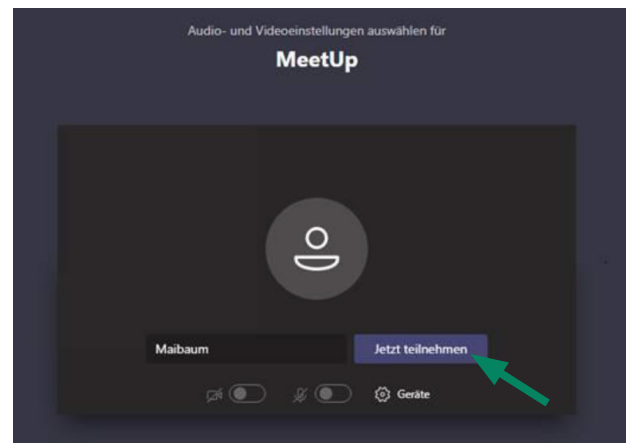 Audio- und Videoeinstellungen auswählen für
MeetUp
Maibaum
Jetzt teilnehmen
Geräte